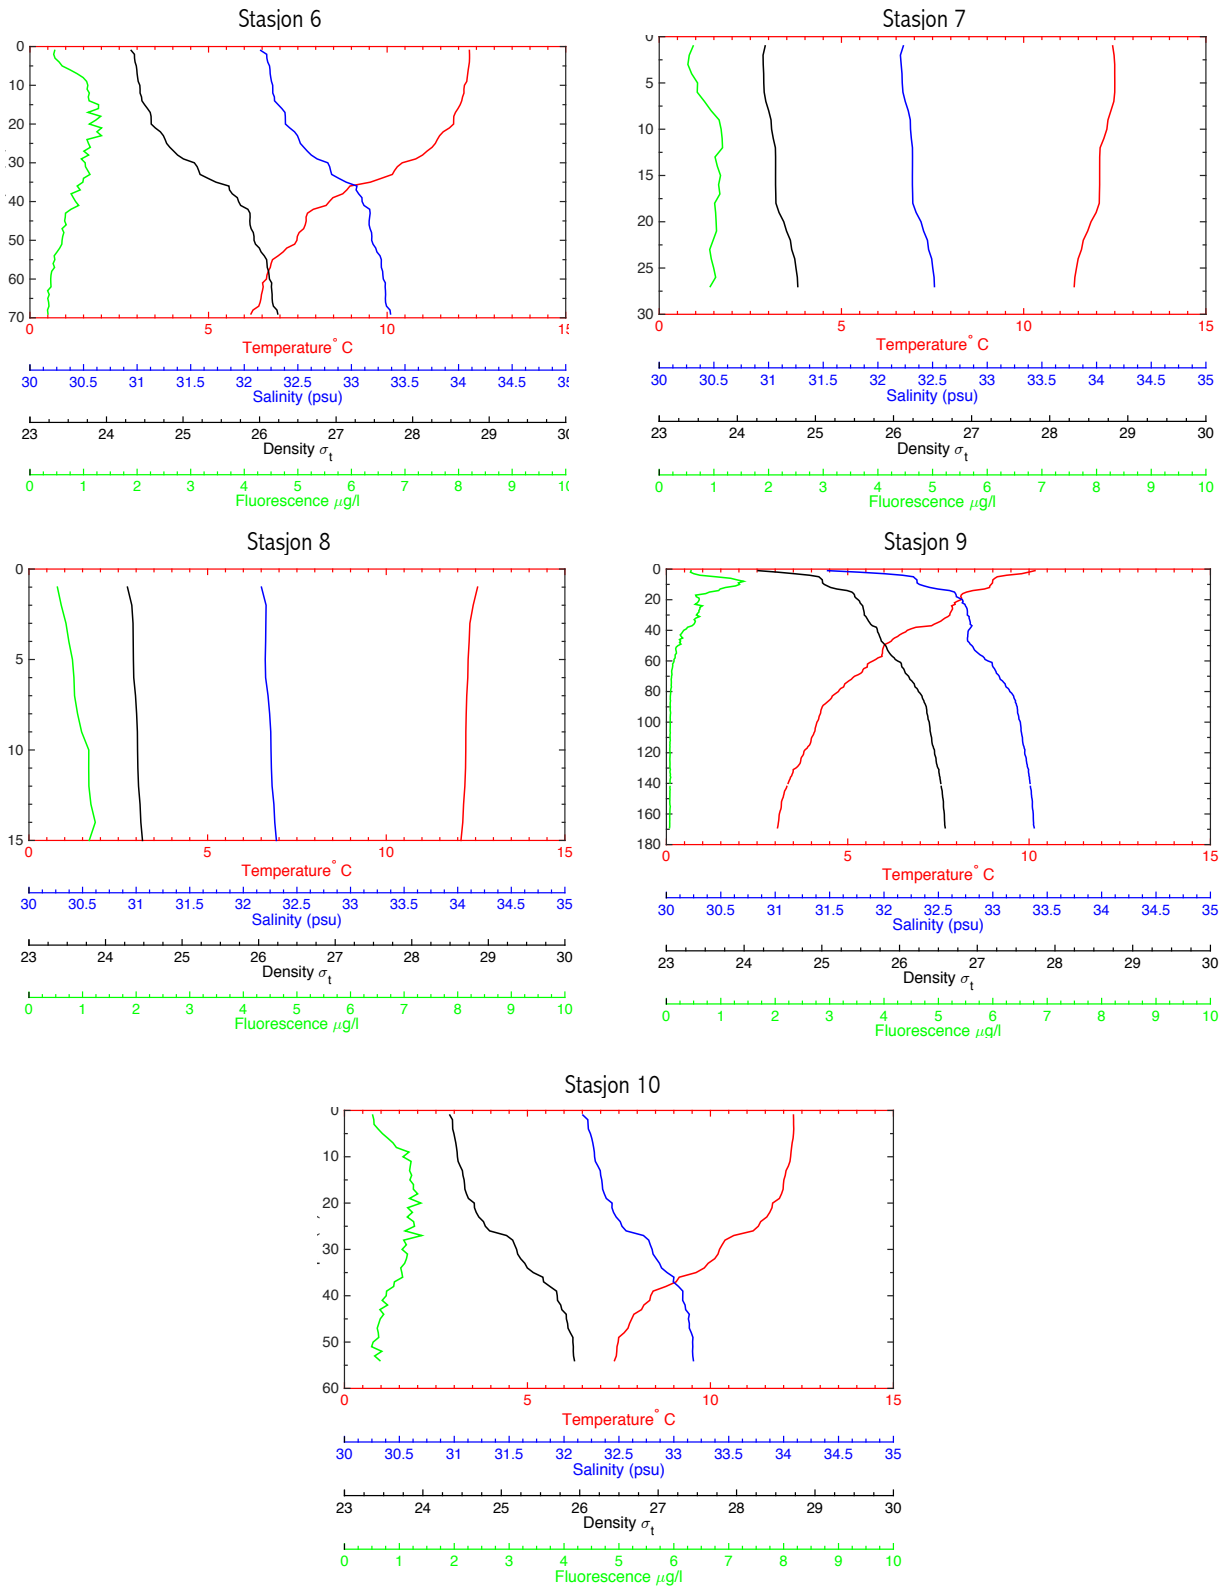 Stasjon 6
0
10
20
30
40
50
60
70
0 5 10 15
Temperature° C
30 30.5 31 31.5 32 32.5 33 33.5 34 34.5 35
Salinity (psu)
23 24 25 26 27 28 29 30
Density σt
0 1 2 3 4 5 6 7 8 9 10
Fluorescence μg/l
Stasjon 7
0
5
10
15
20
25
30
0 5 10 15
Temperature° C
30 30.5 31 31.5 32 32.5 33 33.5 34 34.5 35
Salinity (psu)
23 24 25 26 27 28 29 30
Density σt
0 1 2 3 4 5 6 7 8 9 10
Fluorescence μg/l
Stasjon 8
0
5
10
15
0 5 10 15
Temperature° C
30 30.5 31 31.5 32 32.5 33 33.5 34 34.5 35
Salinity (psu)
23 24 25 26 27 28 29 30
Density σt
0 1 2 3 4 5 6 7 8 9 10
Fluorescence μg/l
Stasjon 9
0
20
40
60
80
100
120
140
160
180
0 5 10 15
Temperature° C
30 30.5 31 31.5 32 32.5 33 33.5 34 34.5 35
Salinity (psu)
23 24 25 26 27 28 29 30
Density σt
0 1 2 3 4 5 6 7 8 9 10
Fluorescence μg/l
Stasjon 10
0
10
20
30
40
50
60
0 5 10 15
Temperature° C
30 30.5 31 31.5 32 32.5 33 33.5 34 34.5 35
Salinity (psu)
23 24 25 26 27 28 29 30
Density σt
0 1 2 3 4 5 6 7 8 9 10
Fluorescence μg/l